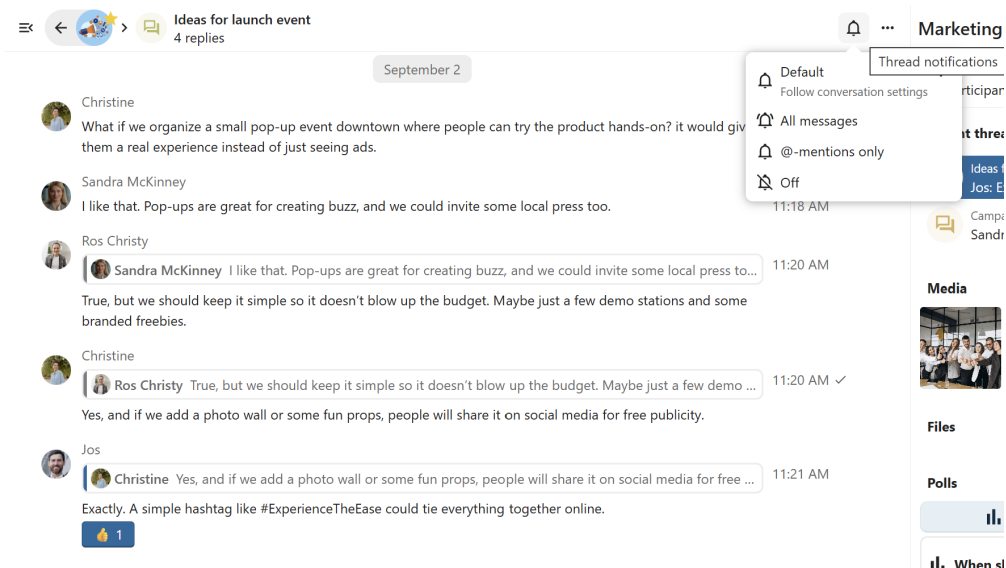 Ideas for launch event
4 replies
Marketing
Thread notifications
September 2
Default
Follow conversation settings
All messages
@-mentions only
Off
Christine
What if we organize a small pop-up event downtown where people can try the product hands-on? it would giv
them a real experience instead of just seeing ads.
Sandra McKinney
I like that. Pop-ups are great for creating buzz, and we could invite some local press too.
11:18 AM
Ros Christy
Sandra McKinney I like that. Pop-ups are great for creating buzz, and we could invite some local press to...
11:20 AM
True, but we should keep it simple so it doesn’t blow up the budget. Maybe just a few demo stations and some
branded freebies.
Christine
Ros Christy True, but we should keep it simple so it doesn’t blow up the budget. Maybe just a few demo ...
11:20 AM
Yes, and if we add a photo wall or some fun props, people will share it on social media for free publicity.
Jos
Christine Yes, and if we add a photo wall or some fun props, people will share it on social media for free ...
11:21 AM
Exactly. A simple hashtag like #ExperienceTheEase could tie everything together online.
1
rticipan
nt threa
Ideas f
Jos: E
Campa
Sandr
Media
Files
Polls
When s